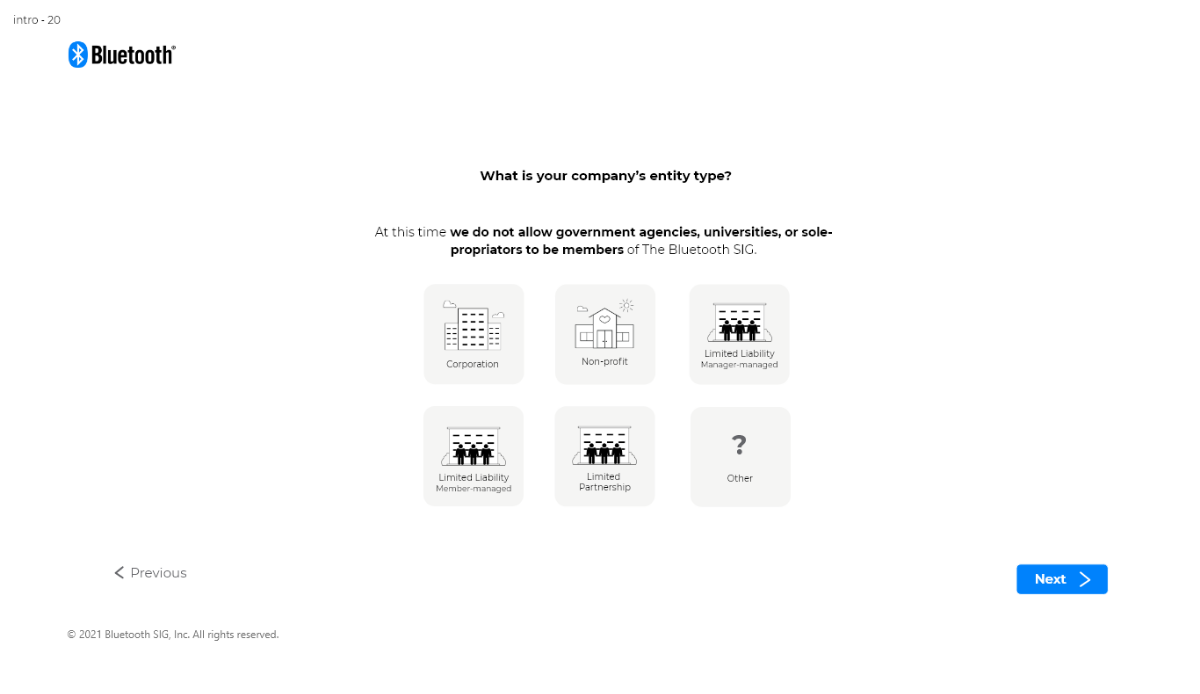 intro - 20
Bluetooth®
What is your company’s entity type?
At this time we do not allow government agencies, universities, or sole-
propriators to be members of The Bluetooth SIG.
Corporation
Non-profit
Limited Liability
Manager-managed
Limited Liability
Member-managed
Limited
Partnership
?
Other
Previous
Next
© 2021 Bluetooth SIG, Inc. All rights reserved.